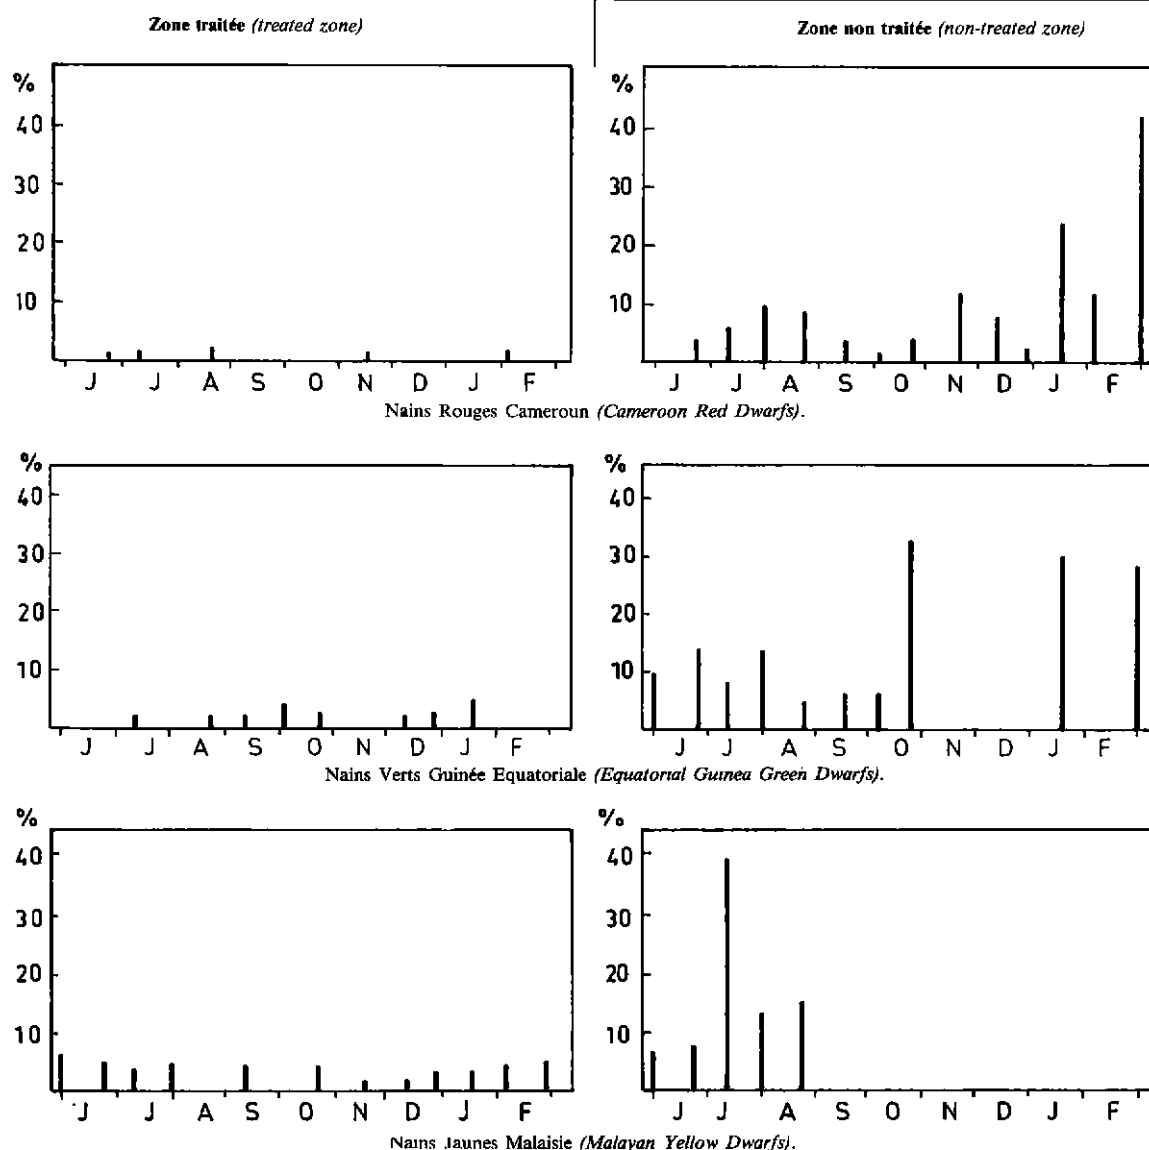 Zone traitée (treated zone)
Zone non traitée (non-treated zone)
%
40
30
20
10
J J A S O N D J F
%
40
30
20
10
J J A S O N D J F
Nains Rouges Cameroun (Cameroon Red Dwarfs).
%
40
30
20
10
J J A S O N D J F
%
40
30
20
10
J J A S O N D J F
Nains Verts Guinée Equatoriale (Equatorial Guinea Green Dwarfs).
%
40
30
20
10
J J A S O N D J F
%
40
30
20
10
J J A S O N D J F
Nains Jaunes Malaisie (Malayan Yellow Dwarfs).